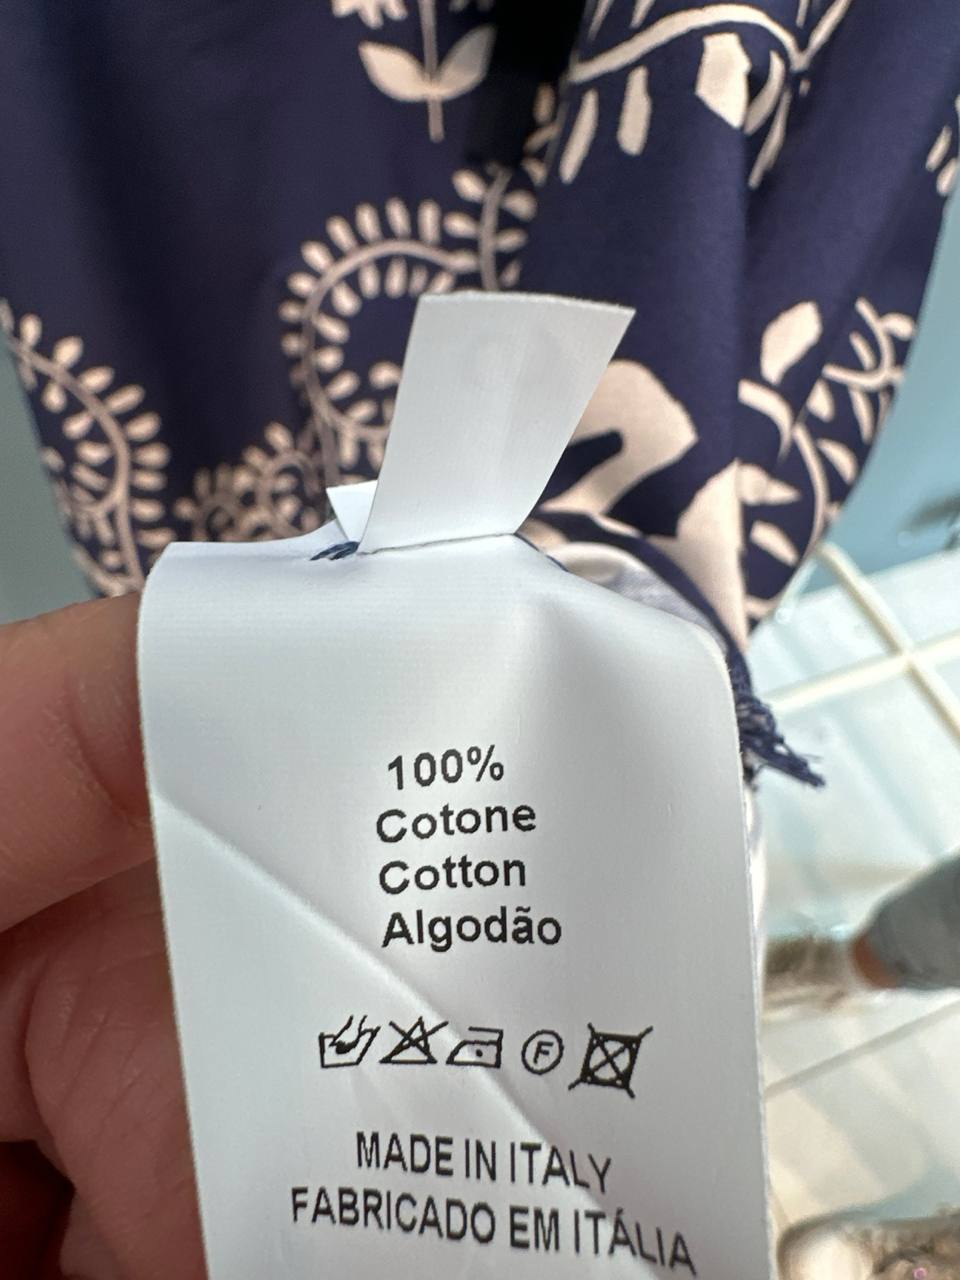 100%
Cotone
Cotton
Algodão
F
MADE IN ITALY
FABRICADO EM ITÁLIA